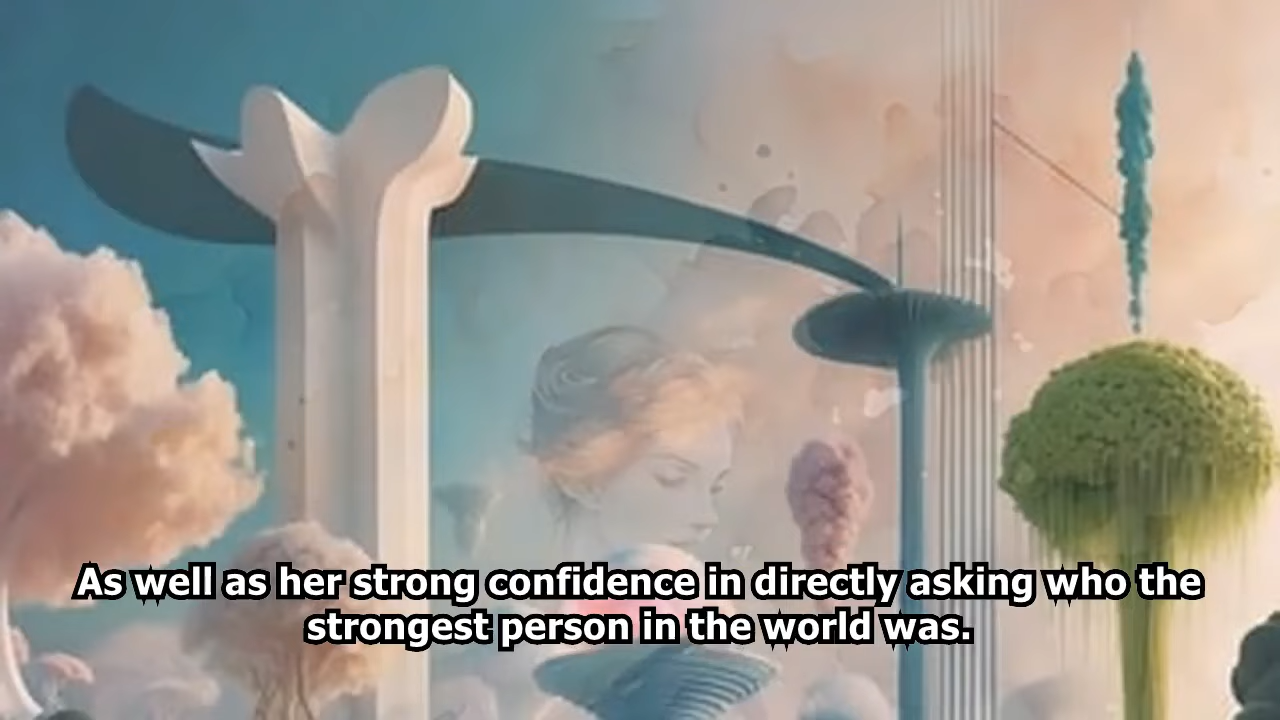 As well as her strong confidence in directly asking who the
strongest person in the world was.